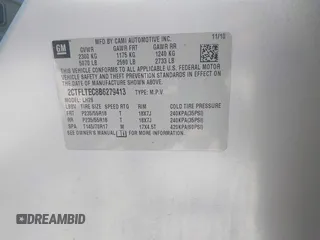 GM
MFD BY CAMI AUTOMOTIVE INC.
11/10
GVWR GAWR FRT GAWR RR
2300 KG 1175 KG 1240 KG
5070 LB 2590 LB 2733 LB
THIS VEHICLE CONFORMS TO ALL APPLICABLE U.S. FEDERAL MOTOR
VEHICLE SAFETY AND THEFT PREVENTION STANDARDS IN EFFECT ON
THE DATE OF MANUFACTURE SHOWN ABOVE.
2CTFLTEC8B6279413 TYPE: M.P.V
TIRE SIZE SPEED RTG RIM COLD TIRE PRESSURE
FRT P235/55R18 T 18X7J 240KPA(35PSI)
RR P235/55R18 T 18X7J 240KPA(35PSI)
SPA T145/70R17 M 17X4.5T 420KPA(60PSI)
SEE OWNER'S MANUAL
DREAMBID